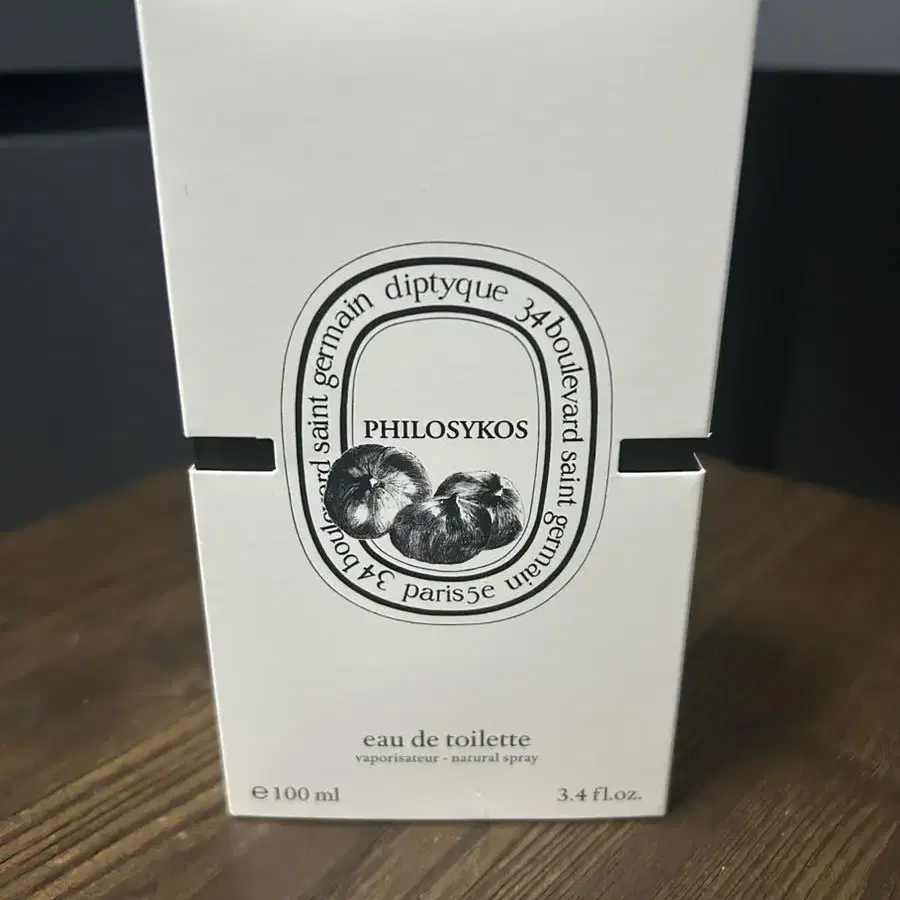 diptyque 34 boulevard saint germain paris 5e 34 boulevard saint germain
PHILOSYKOS
eau de toilette
vaporisateur - natural spray
℮ 100 ml
3.4 fl.oz.